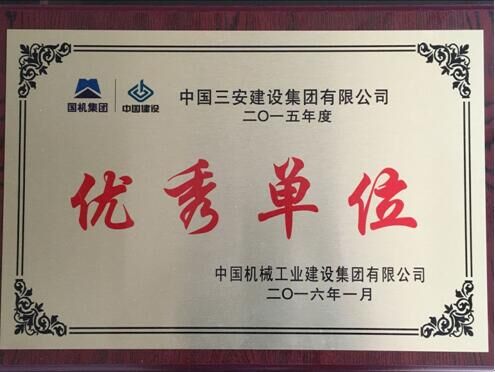 国机集团 中国建设
中国三安建设集团有限公司
二〇一五年度
优秀单位
中国机械工业建设集团有限公司
二〇一六年一月